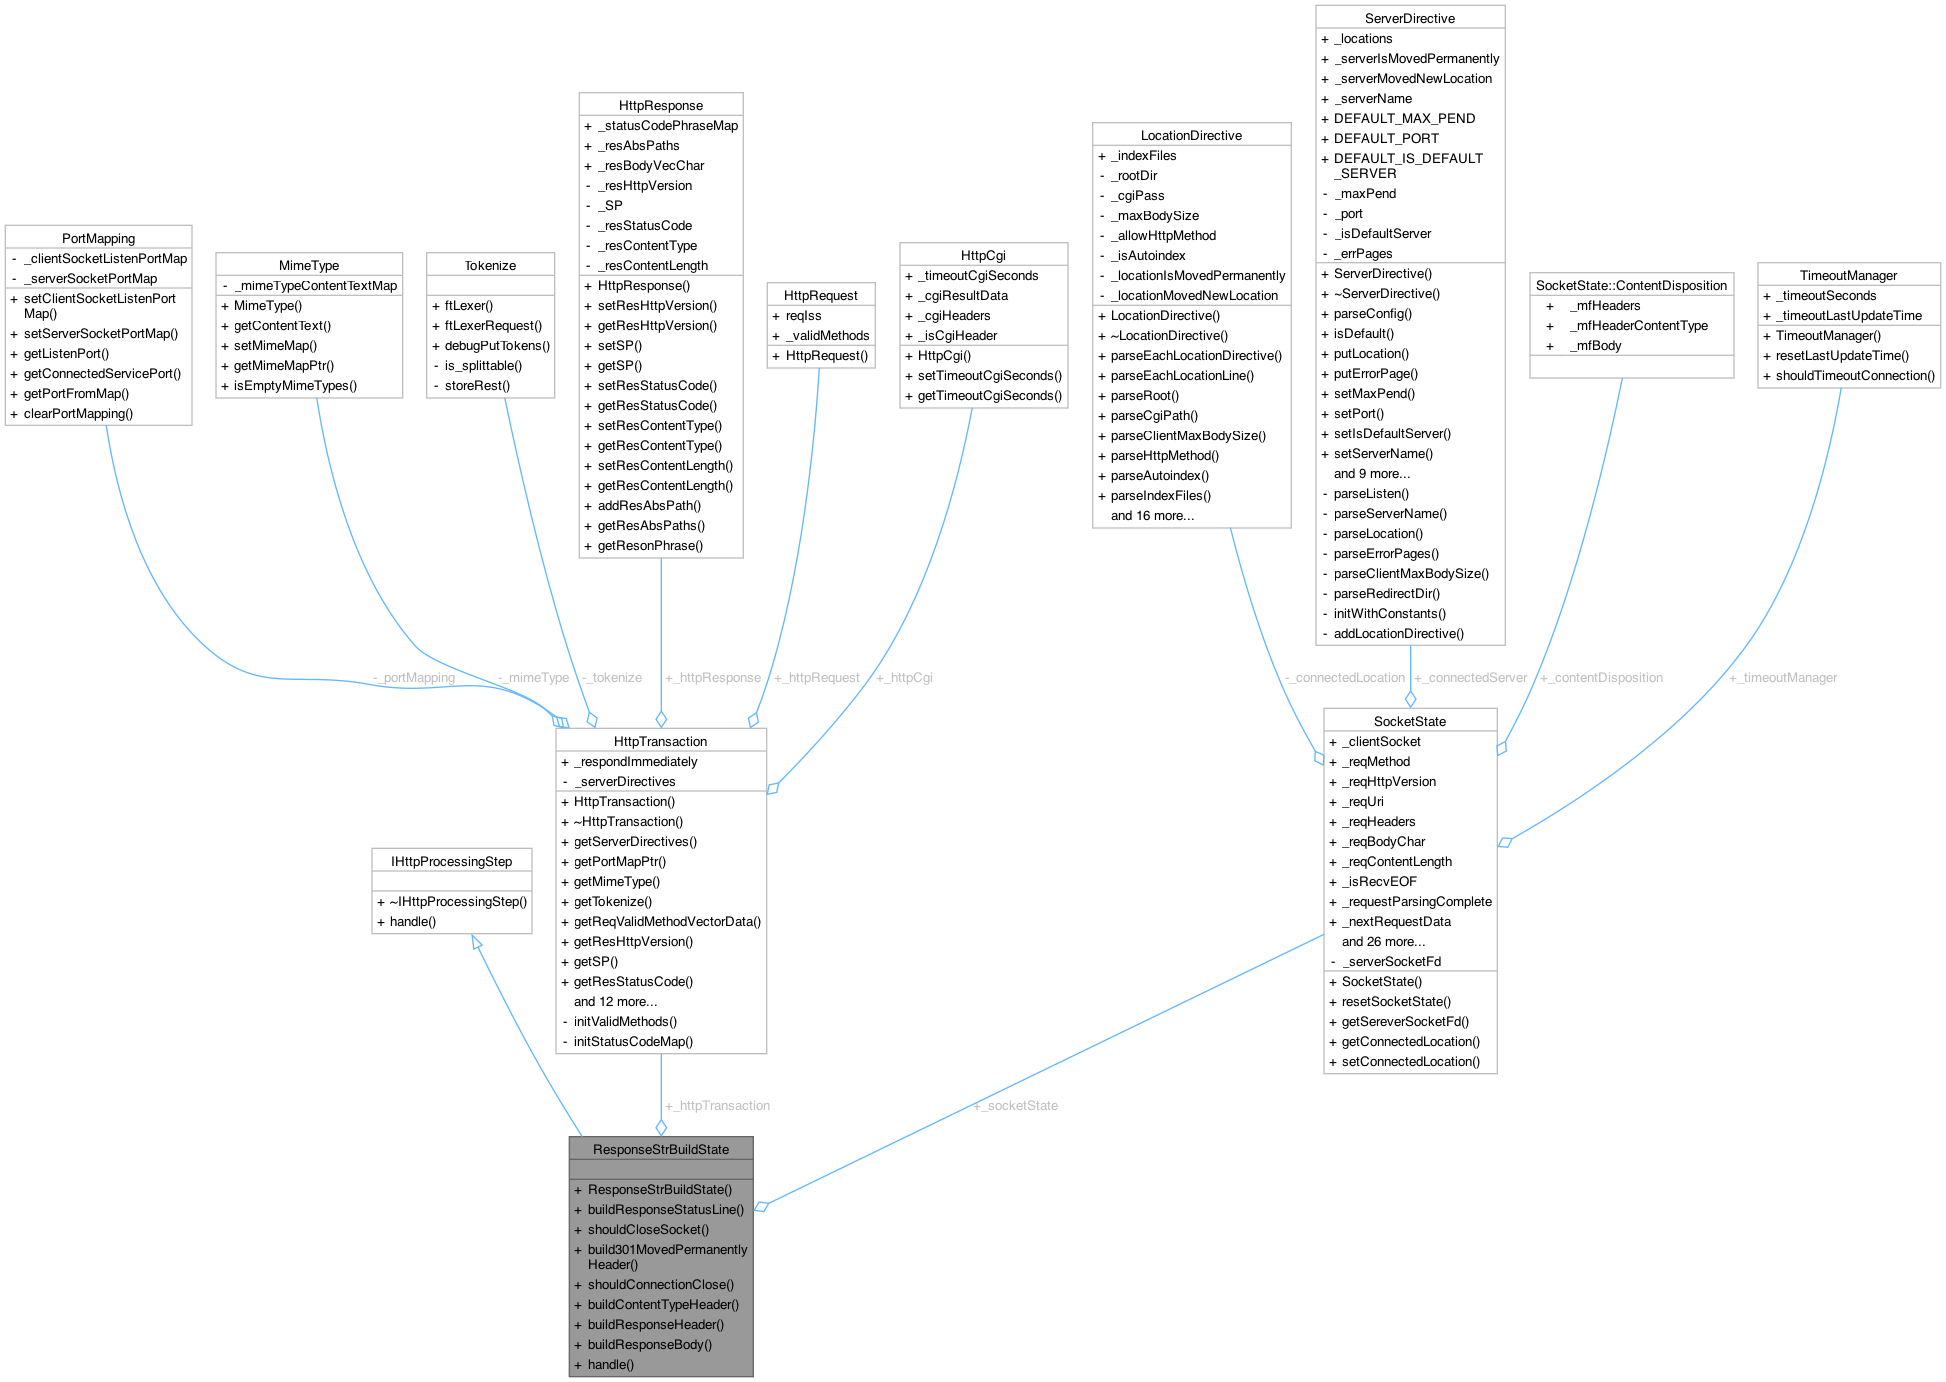 ServerDirective
+ _locations
+ _serverIsMovedPermanently
+ _serverMovedNewLocation
+ _serverName
+ DEFAULT_MAX_PEND
+ DEFAULT_PORT
+ DEFAULT_IS_DEFAULT
_SERVER
- _maxPend
- _port
- _isDefaultServer
- _errPages
+ ServerDirective()
+ ~ServerDirective()
+ parseConfig()
+ isDefault()
+ putLocation()
+ putErrorPage()
+ setMaxPend()
+ setPort()
+ setIsDefaultServer()
+ setServerName()
and 9 more...
- parseListen()
- parseServerName()
- parseLocation()
- parseErrorPages()
- parseClientMaxBodySize()
- parseRedirectDir()
- initWithConstants()
- addLocationDirective()
HttpResponse
+ _statusCodePhraseMap
+ _resAbsPaths
+ _resBodyVecChar
- _resHttpVersion
- _SP
- _resStatusCode
- _resContentType
- _resContentLength
+ HttpResponse()
+ setResHttpVersion()
+ getResHttpVersion()
+ setSP()
+ getSP()
+ setResStatusCode()
+ getResStatusCode()
+ setResContentType()
+ getResContentType()
+ setResContentLength()
+ getResContentLength()
+ addResAbsPath()
+ getResAbsPaths()
+ getResonPhrase()
LocationDirective
+ _indexFiles
- _rootDir
- _cgiPass
- _maxBodySize
- _allowHttpMethod
- _isAutoindex
- _locationIsMovedPermanently
- _locationMovedNewLocation
+ LocationDirective()
+ ~LocationDirective()
+ parseEachLocationDirective()
+ parseEachLocationLine()
+ parseRoot()
+ parseCgiPath()
+ parseClientMaxBodySize()
+ parseHttpMethod()
+ parseAutoindex()
+ parseIndexFiles()
and 16 more...
PortMapping
- _clientSocketListenPortMap
- _serverSocketPortMap
+ setClientSocketListenPort
Map()
+ setServerSocketPortMap()
+ getListenPort()
+ getConnectedServicePort()
+ getPortFromMap()
+ clearPortMapping()
MimeType
- _mimeTypeContentTextMap
+ MimeType()
+ getContentText()
+ setMimeMap()
+ getMimeMapPtr()
+ isEmptyMimeTypes()
Tokenize
+ ftLexer()
+ ftLexerRequest()
+ debugPutTokens()
- is_splittable()
- storeRest()
HttpRequest
+ reqIss
+ _validMethods
+ HttpRequest()
HttpCgi
+ _timeoutCgiSeconds
+ _cgiResultData
+ _cgiHeaders
+ _isCgiHeader
+ HttpCgi()
+ setTimeoutCgiSeconds()
+ getTimeoutCgiSeconds()
SocketState::ContentDisposition
+ _mfHeaders
+ _mfHeaderContentType
+ _mfBody
TimeoutManager
+ _timeoutSeconds
+ _timeoutLastUpdateTime
+ TimeoutManager()
+ resetLastUpdateTime()
+ shouldTimeoutConnection()
-_portMapping
-_mimeType
-_tokenize
+_httpResponse
+_httpRequest
+_httpCgi
-_connectedLocation
+_connectedServer
+_contentDisposition
+_timeoutManager
HttpTransaction
+ _respondImmediately
- _serverDirectives
+ HttpTransaction()
+ ~HttpTransaction()
+ getServerDirectives()
+ getPortMapPtr()
+ getMimeType()
+ getTokenize()
+ getReqValidMethodVectorData()
+ getResHttpVersion()
+ getSP()
+ getResStatusCode()
and 12 more...
- initValidMethods()
- initStatusCodeMap()
SocketState
+ _clientSocket
+ _reqMethod
+ _reqHttpVersion
+ _reqUri
+ _reqHeaders
+ _reqBodyChar
+ _reqContentLength
+ _isRecvEOF
+ _requestParsingComplete
+ _nextRequestData
and 26 more...
- _serverSocketFd
+ SocketState()
+ resetSocketState()
+ getSereverSocketFd()
+ getConnectedLocation()
+ setConnectedLocation()
IHttpProcessingStep
+ ~IHttpProcessingStep()
+ handle()
+_httpTransaction
+_socketState
ResponseStrBuildState
+ ResponseStrBuildState()
+ buildResponseStatusLine()
+ shouldCloseSocket()
+ build301MovedPermanently
Header()
+ shouldConnectionClose()
+ buildContentTypeHeader()
+ buildResponseHeader()
+ buildResponseBody()
+ handle()